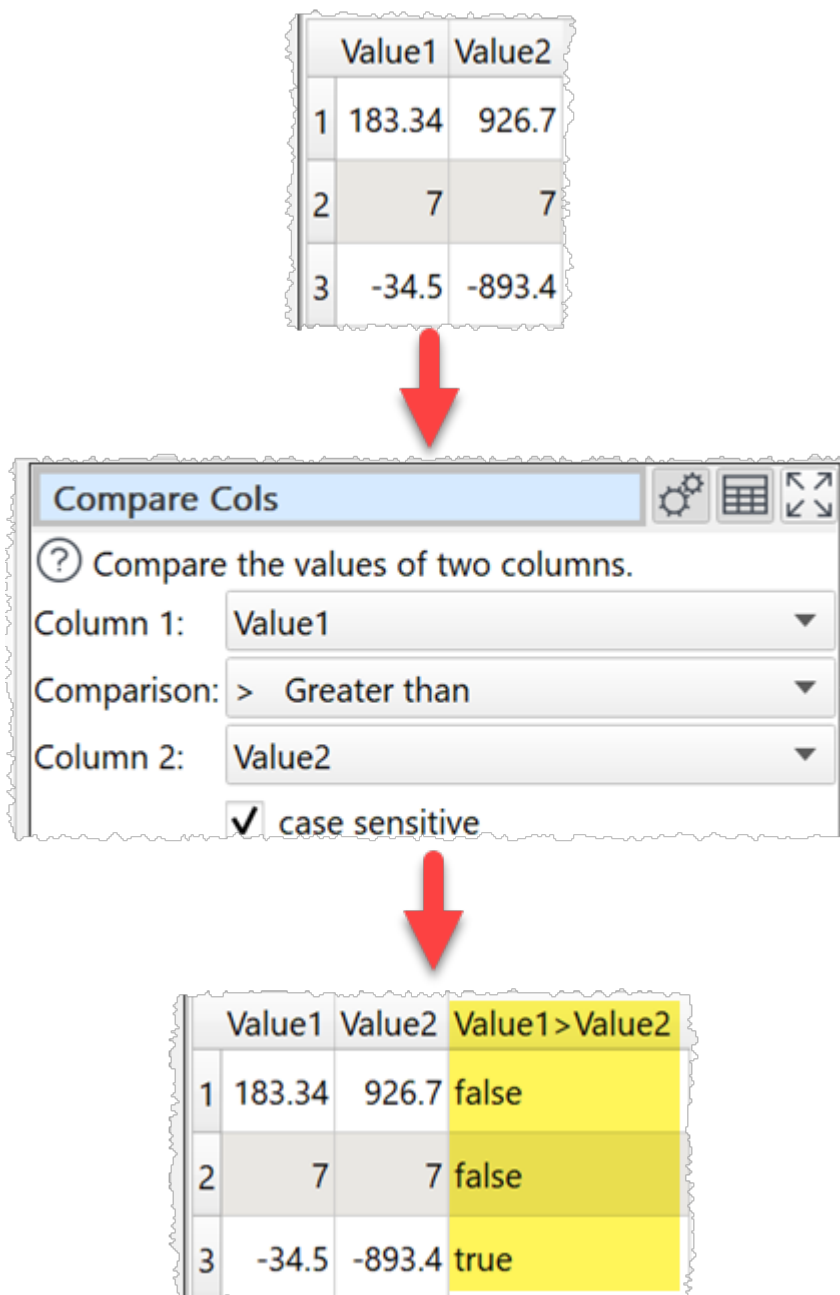 Value1 Value2
1 183.34 926.7
2 7 7
3 -34.5 -893.4
Compare Cols
? Compare the values of two columns.
Column 1: Value1
Comparison: > Greater than
Column 2: Value2
case sensitive
Value1 Value2 Value1>Value2
1 183.34 926.7 false
2 7 7 false
3 -34.5 -893.4 true